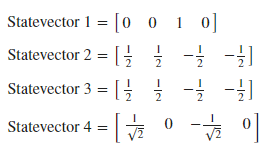 Statevector 1 = [0 0 1 0]
Statevector 2 = [1/2 1/2 -1/2 -1/2]
Statevector 3 = [1/2 1/2 -1/2 -1/2]
Statevector 4 = [1/√2 0 -1/√2 0]